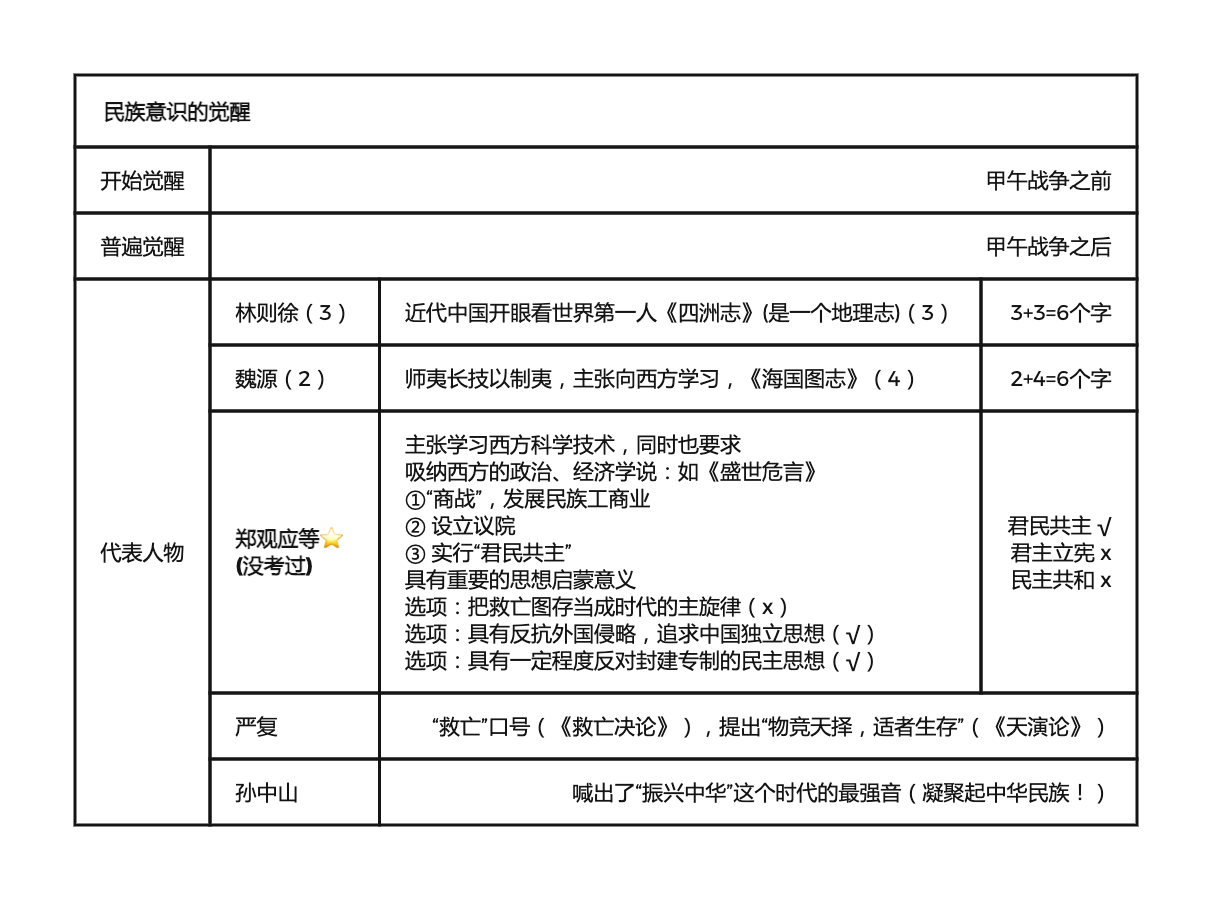 民族意识的觉醒
开始觉醒
甲午战争之前
普遍觉醒
甲午战争之后
代表人物
林则徐（3）
近代中国开眼看世界第一人《四洲志》(是一个地理志)（3）
3+3=6个字
魏源（2）
师夷长技以制夷，主张向西方学习，《海国图志》（4）
2+4=6个字
郑观应等⭐
(没考过)
主张学习西方科学技术，同时也要求
吸纳西方的政治、经济学说：如《盛世危言》
①“商战”，发展民族工商业
② 设立议院
③ 实行“君民共主”
具有重要的思想启蒙意义
选项：把救亡图存当成时代的主旋律（x）
选项：具有反抗外国侵略，追求中国独立思想（√）
选项：具有一定程度反对封建专制的民主思想（√）
君民共主 √
君主立宪 x
民主共和 x
严复
“救亡”口号（《救亡决论》），提出“物竞天择，适者生存”（《天演论》）
孙中山
喊出了“振兴中华”这个时代的最强音（凝聚起中华民族！）